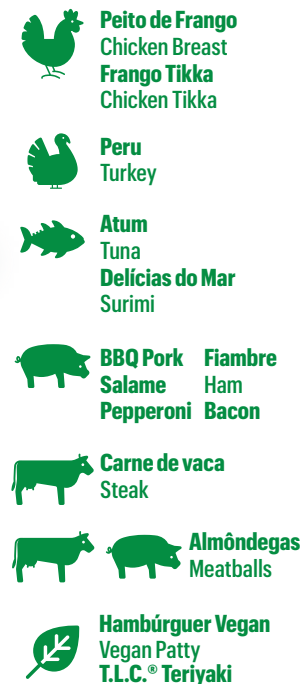 Peito de Frango
Chicken Breast
Frango Tikka
Chicken Tikka
Peru
Turkey
Atum
Tuna
Delícias do Mar
Surimi
BBQ Pork Fiambre
Salame Ham
Pepperoni Bacon
Carne de vaca
Steak
Almôndegas
Meatballs
Hambúrguer Vegan
Vegan Patty
T.L.C.® Teriyaki